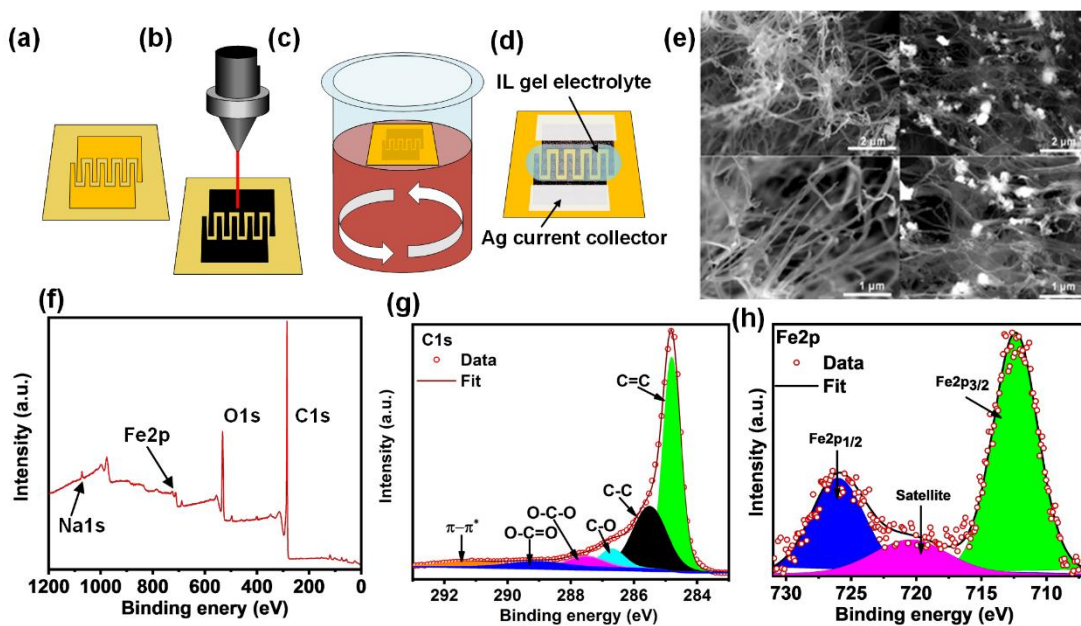 (a)
(b)
(c)
(d)
IL gel electrolyte
Ag current collector
(e)
2 μm
2 μm
1 μm
1 μm
(f)
Intensity (a.u.)
Na1s
Fe2p
O1s
C1s
1200 1000 800 600 400 200 0
Binding enery (eV)
(g)
C1s
Data
Fit
Intensity (a.u.)
π–π*
O-C=O
O-C-O
C-O
C-C
C=C
292 290 288 286 284
Binding energy (eV)
(h)
Fe2p
Data
Fit
Intensity (a.u.)
Fe2p1/2
Satellite
Fe2p3/2
730 725 720 715 710
Binding energy (eV)